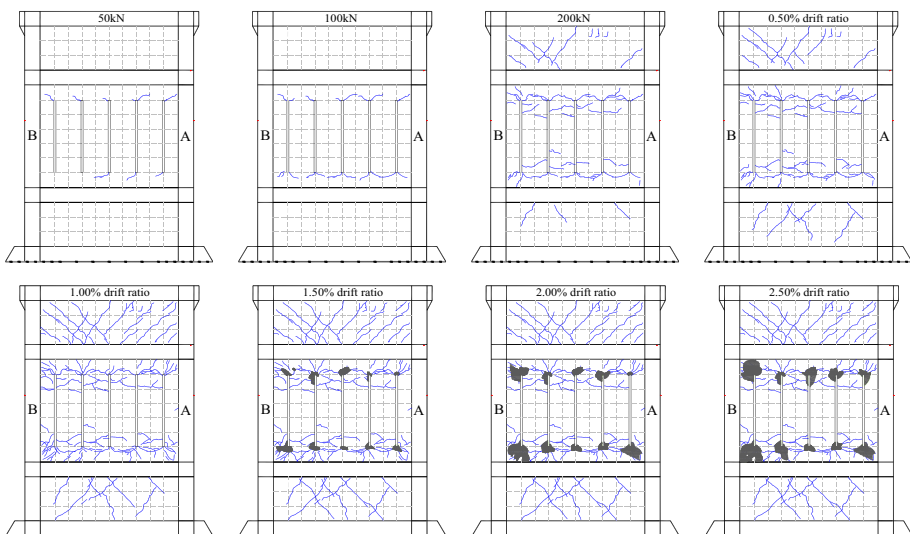 50kN
100kN
200kN
0.50% drift ratio
B
A
B
A
B
A
B
A
1.00% drift ratio
1.50% drift ratio
2.00% drift ratio
2.50% drift ratio
B
A
B
A
B
A
B
A